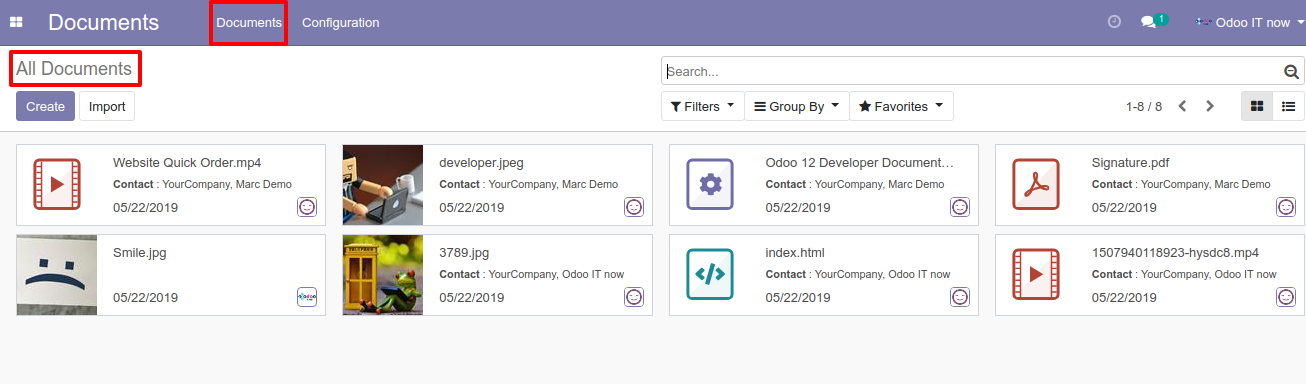 Documents Documents Configuration 1 Odoo IT now
All Documents Search...
Create Import Filters Group By Favorites 1-8 / 8
Website Quick Order.mp4
Contact : YourCompany, Marc Demo
05/22/2019
developer.jpeg
Contact : YourCompany, Marc Demo
05/22/2019
Odoo 12 Developer Document…
Contact : YourCompany, Marc Demo
05/22/2019
Signature.pdf
Contact : YourCompany, Marc Demo
05/22/2019
Smile.jpg
05/22/2019
3789.jpg
Contact : YourCompany, Odoo IT now
05/22/2019
index.html
Contact : YourCompany, Odoo IT now
05/22/2019
1507940118923-hysdc8.mp4
Contact : YourCompany, Odoo IT now
05/22/2019